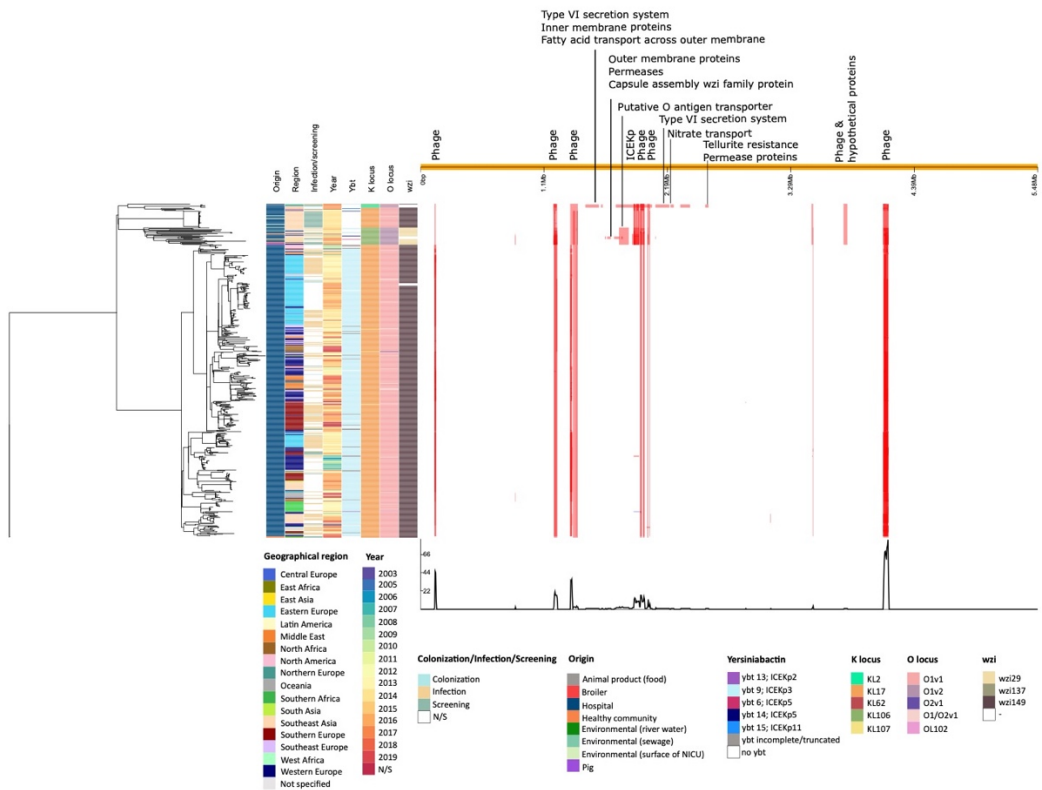 Type VI secretion system
Inner membrane proteins
Fatty acid transport across outer membrane
Outer membrane proteins
Permeases
Capsule assembly wzi family protein
Putative O antigen transporter
Type VI secretion system
Nitrate transport
Tellurite resistance
Permease proteins
Phage
Phage
Phage
ICEKp
Phage
Phage
Phage &
hypothetical proteins
Phage
Origin
Region
Infection/screening
Year
Ybt
K locus
O locus
wzi
0bp
1.1Mb
2.19Mb
3.29Mb
4.39Mb
5.48Mb
66
44
22
Geographical region
Central Europe
East Africa
East Asia
Eastern Europe
Latin America
Middle East
North Africa
North America
Northern Europe
Oceania
Southern Africa
South Asia
Southeast Asia
Southern Europe
Southeast Europe
West Africa
Western Europe
Not specified
Year
2003
2005
2006
2007
2008
2009
2010
2011
2012
2013
2014
2015
2016
2017
2018
2019
N/S
Colonization/Infection/Screening
Colonization
Infection
Screening
N/S
Origin
Animal product (food)
Broiler
Hospital
Healthy community
Environmental (river water)
Environmental (sewage)
Environmental (surface of NICU)
Pig
Yersiniabactin
ybt 13; ICEKp2
ybt 9; ICEKp3
ybt 6; ICEKp5
ybt 14; ICEKp5
ybt 15; ICEKp11
ybt incomplete/truncated
no ybt
K locus
KL2
KL17
KL62
KL106
KL107
O locus
O1v1
O1v2
O2v1
O1/O2v1
OL102
wzi
wzi29
wzi137
wzi149
-